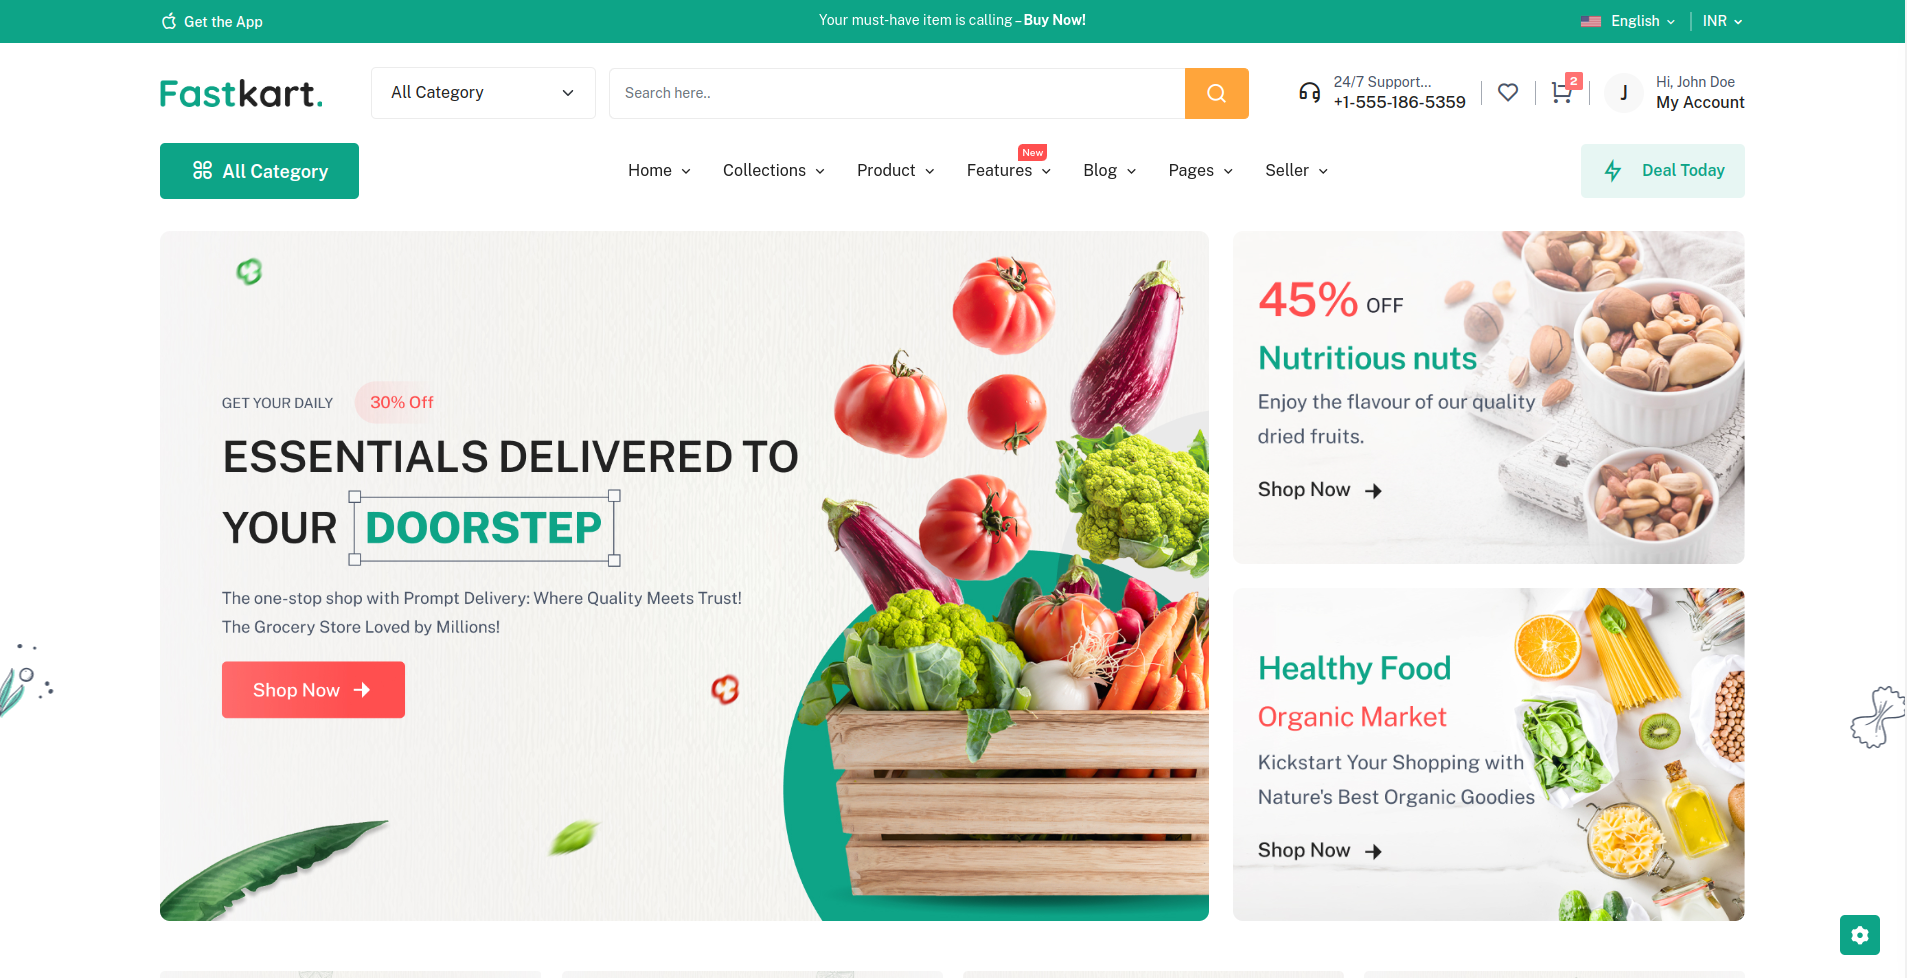 Get the App
Your must-have item is calling – Buy Now!
English
INR
Fastkart.
All Category
Search here..
24/7 Support...
+1-555-186-5359
2
J
Hi, John Doe
My Account
All Category
Home
Collections
Product
Features
New
Blog
Pages
Seller
Deal Today
GET YOUR DAILY
30% Off
ESSENTIALS DELIVERED TO
YOUR DOORSTEP
The one-stop shop with Prompt Delivery: Where Quality Meets Trust!
The Grocery Store Loved by Millions!
Shop Now
45% OFF
Nutritious nuts
Enjoy the flavour of our quality
dried fruits.
Shop Now
Healthy Food
Organic Market
Kickstart Your Shopping with
Nature's Best Organic Goodies
Shop Now